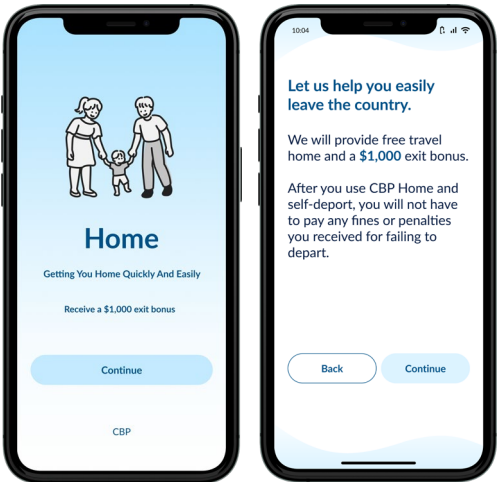 Home
Getting You Home Quickly And Easily
Receive a $1,000 exit bonus
Continue
CBP
10:04
Let us help you easily
leave the country.
We will provide free travel
home and a $1,000 exit bonus.
After you use CBP Home and
self-deport, you will not have
to pay any fines or penalties
you received for failing to
depart.
Back
Continue